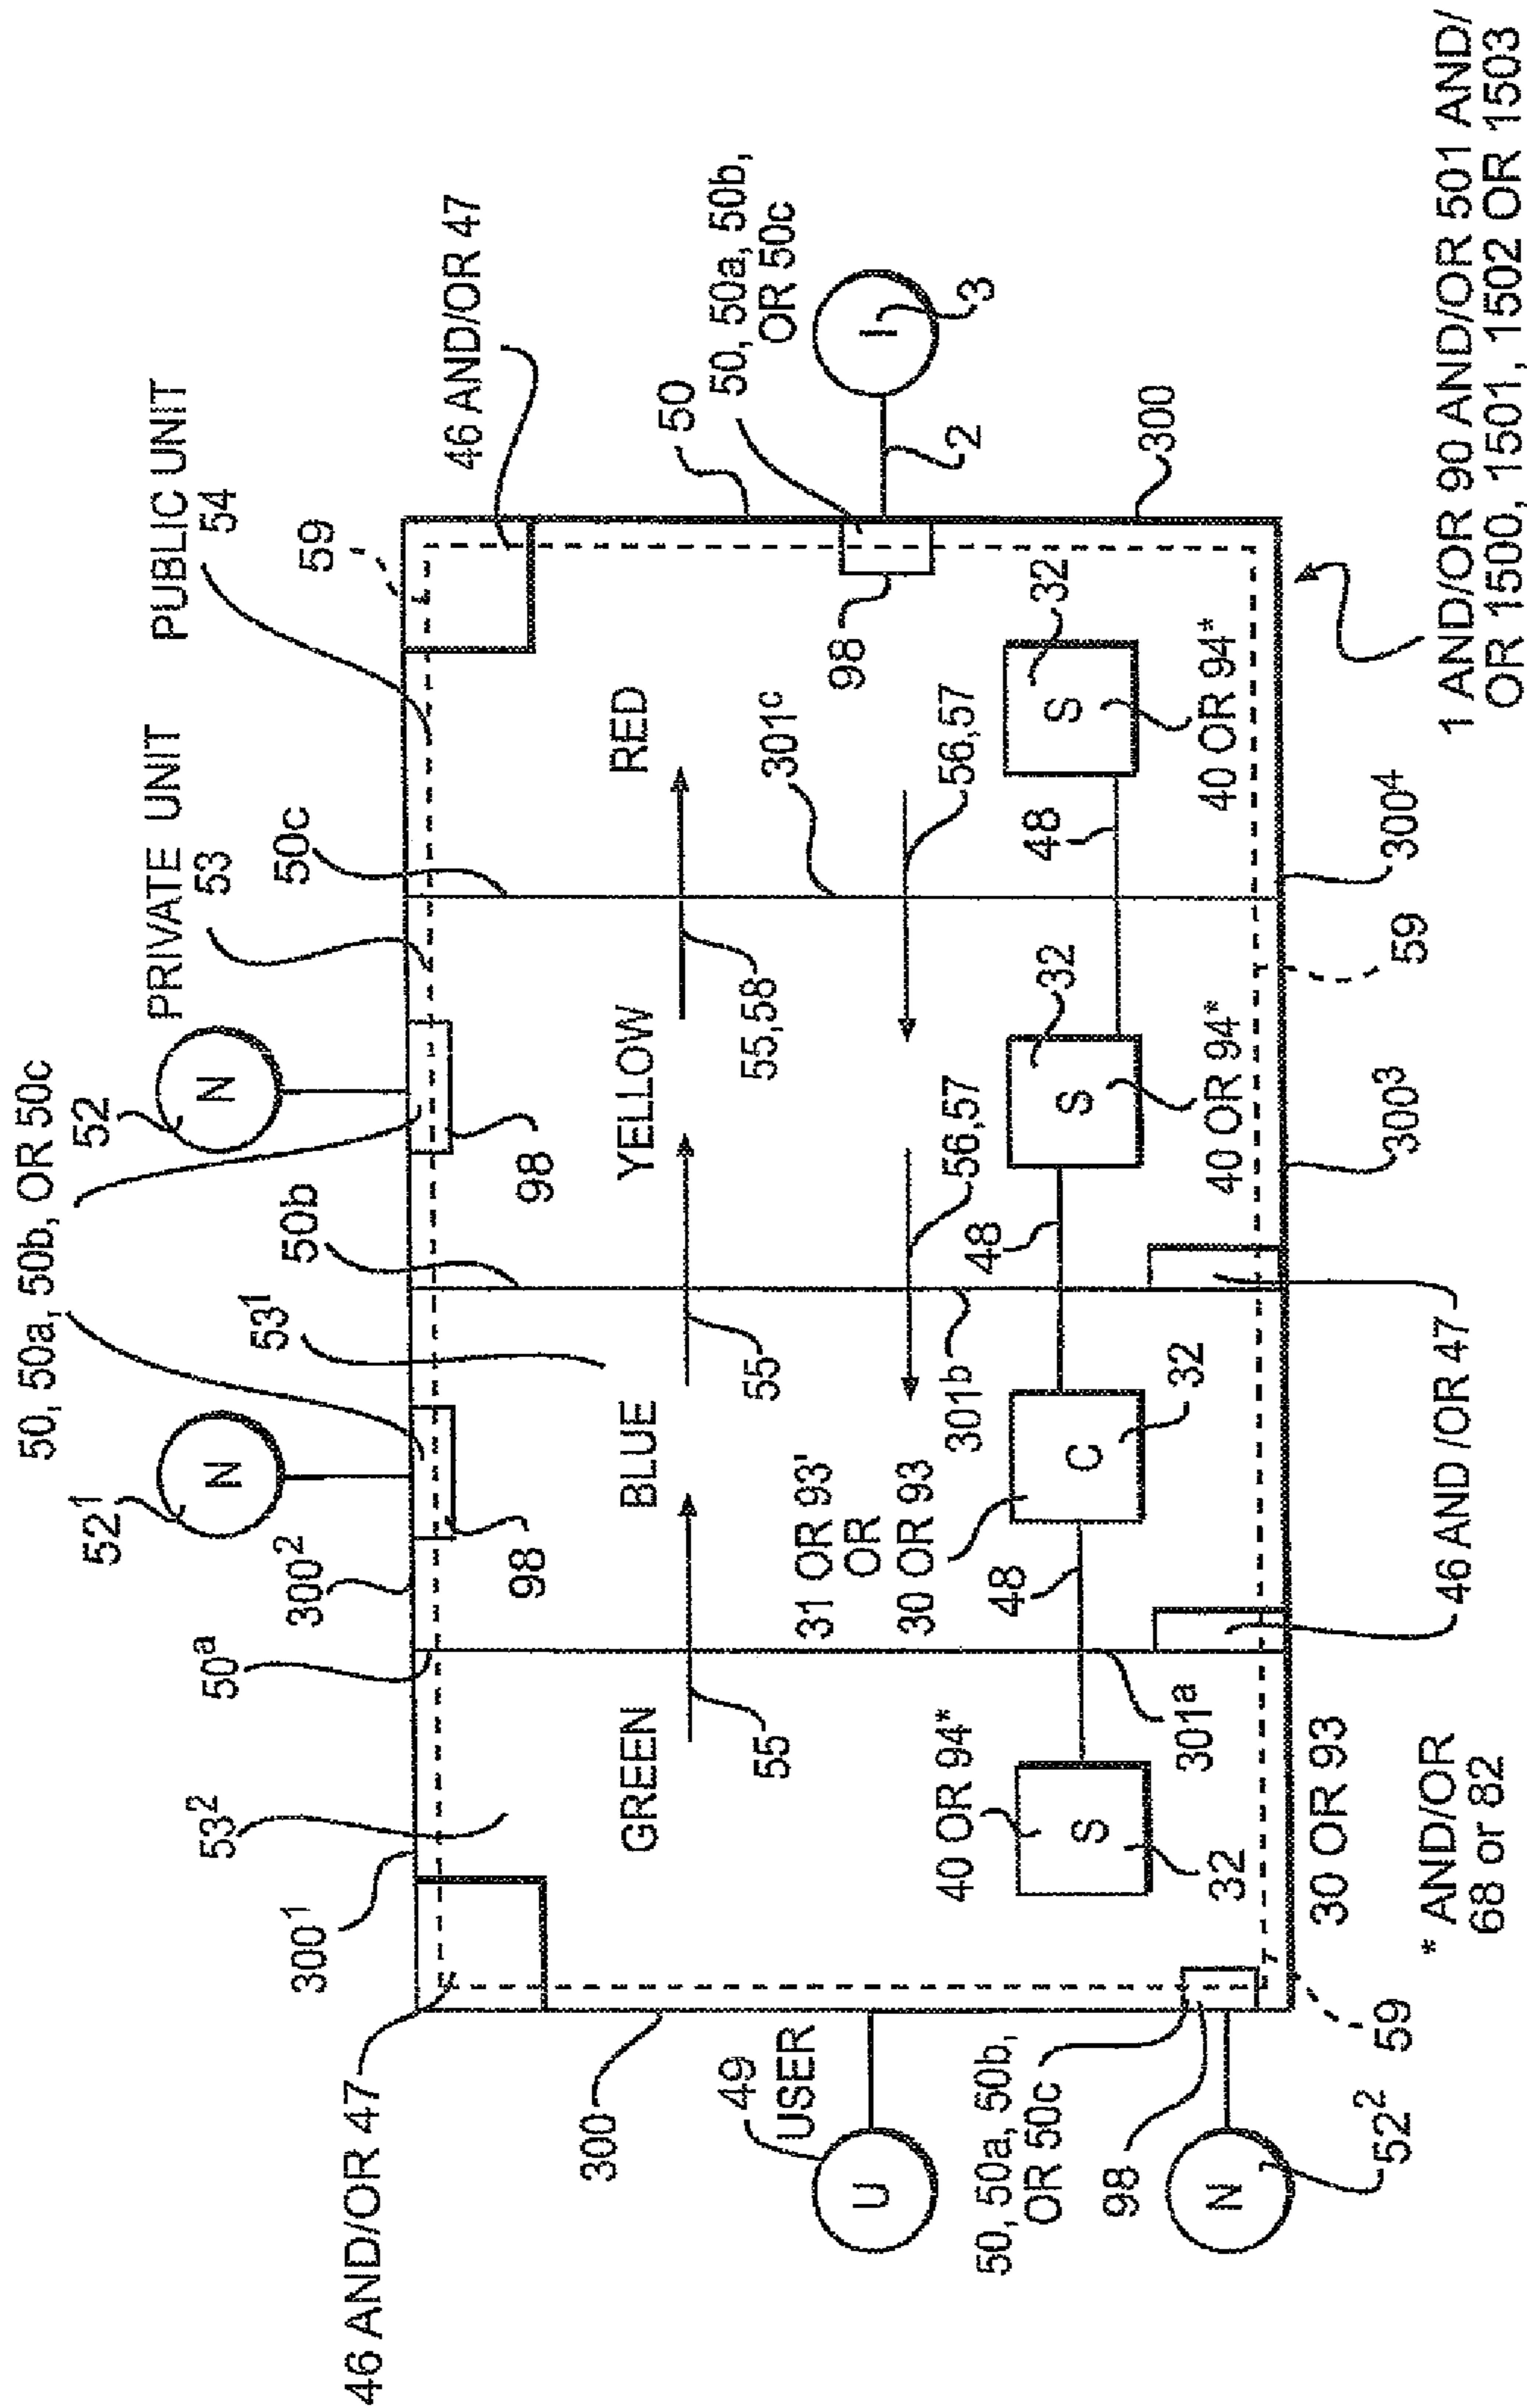 PUBLIC UNIT
54
PRIVATE UNIT
53
59
46 AND/OR 47
50c
50
50, 50a, 50b,
OR 50c
I
3
2
300
98
50, 50a, 50b, OR 50c
N
52
98
50b
53¹
N
52¹
98
300²
50ᵃ
53²
300¹
46 AND/OR 47
300
GREEN
BLUE
YELLOW
RED
55
55
55,58
301ᶜ
56,57
56,57
301ᵇ
31 OR 93'
OR
30 OR 93
40 OR 94*
S
32
48
301ᵃ
C
32
48
S
32
40 OR 94*
48
S
32
40 OR 94*
49
USER
U
50, 50a, 50b,
OR 50c
98
N
52²
59
30 OR 93
* AND/OR
68 or 82
46 AND /OR 47
300³
59
300⁴
1 AND/OR 90 AND/OR 501 AND/
OR 1500, 1501, 1502 OR 1503